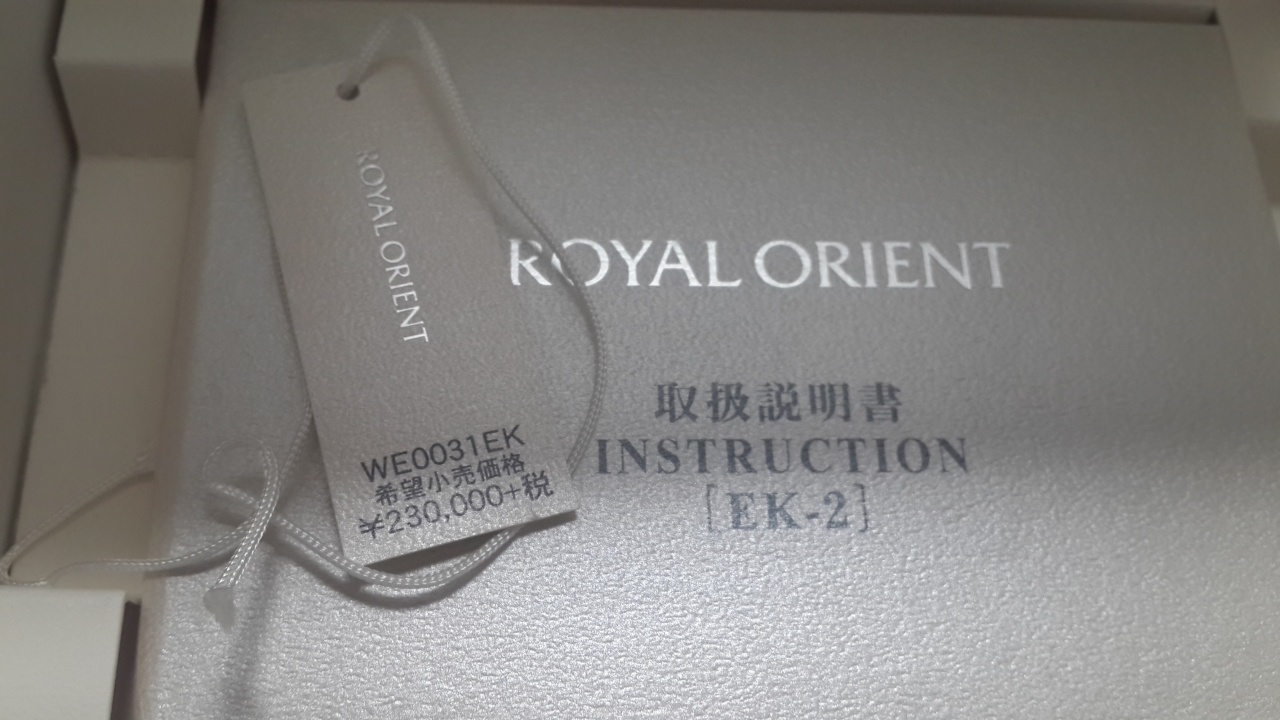 ROYAL ORIENT
WE0031EK
希望小売価格
¥230,000+税
ROYAL ORIENT
取扱説明書
INSTRUCTION
[EK-2]